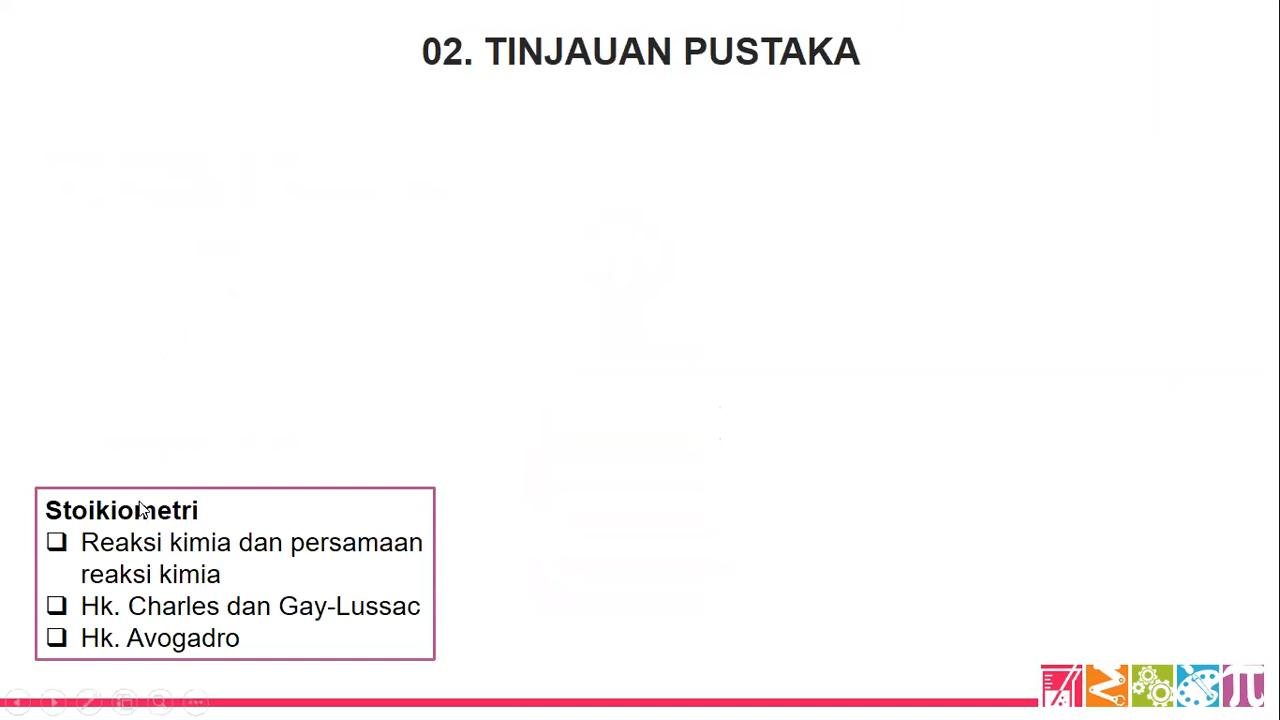 02. TINJAUAN PUSTAKA
Stoikiometri
❑ Reaksi kimia dan persamaan
reaksi kimia
❑ Hk. Charles dan Gay-Lussac
❑ Hk. Avogadro